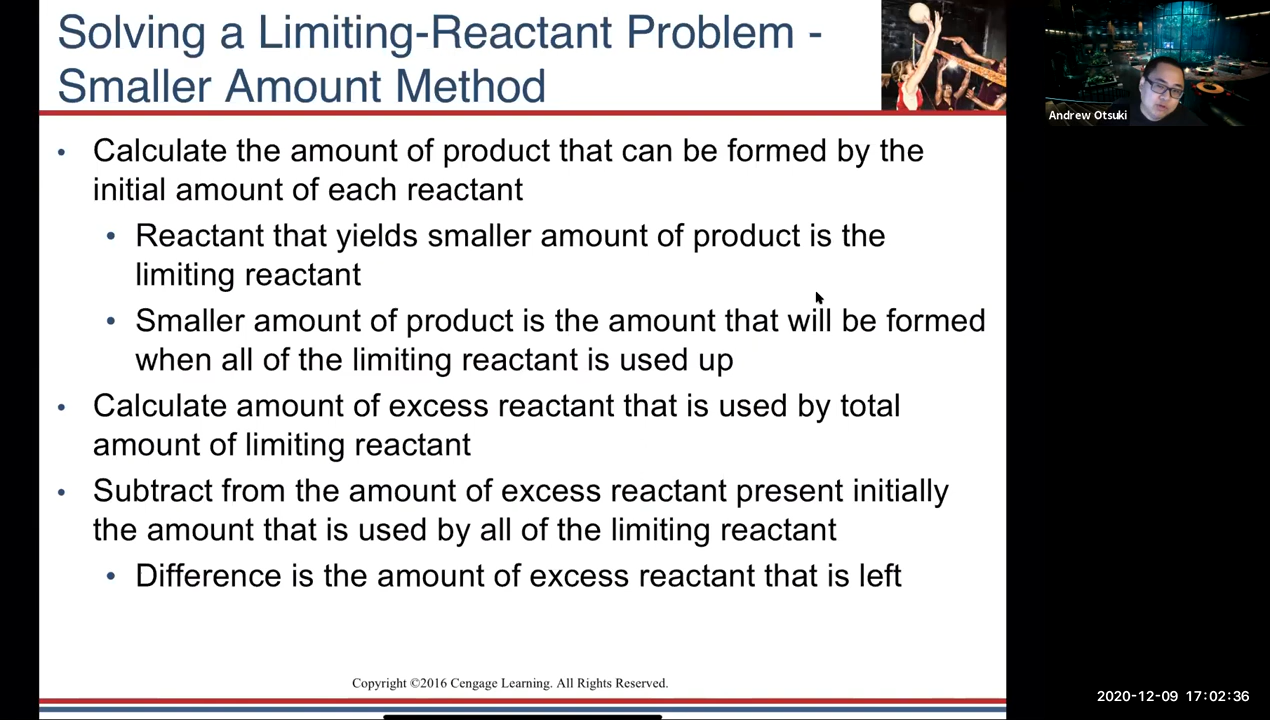 Solving a Limiting-Reactant Problem -
Smaller Amount Method
Andrew Otsuki
• Calculate the amount of product that can be formed by the
initial amount of each reactant
• Reactant that yields smaller amount of product is the
limiting reactant
• Smaller amount of product is the amount that will be formed
when all of the limiting reactant is used up
• Calculate amount of excess reactant that is used by total
amount of limiting reactant
• Subtract from the amount of excess reactant present initially
the amount that is used by all of the limiting reactant
• Difference is the amount of excess reactant that is left
Copyright ©2016 Cengage Learning. All Rights Reserved.
2020-12-09 17:02:36